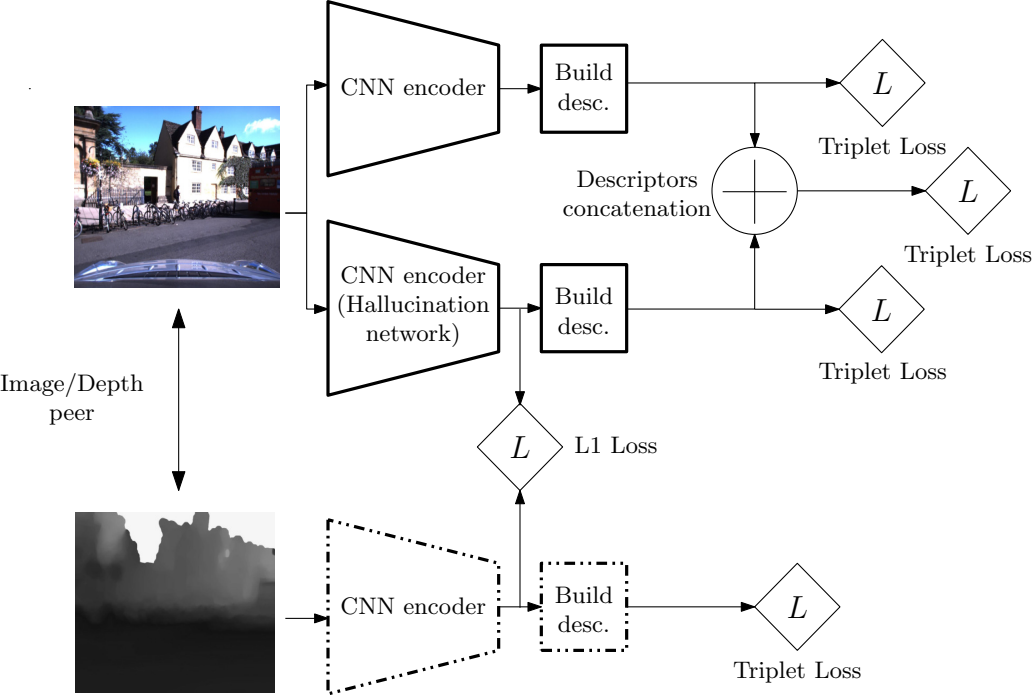 CNN encoder
Build
desc.
L
Triplet Loss
Descriptors
concatenation
L
Triplet Loss
CNN encoder
(Hallucination
network)
Build
desc.
L
Triplet Loss
Image/Depth
peer
L
L1 Loss
CNN encoder
Build
desc.
L
Triplet Loss